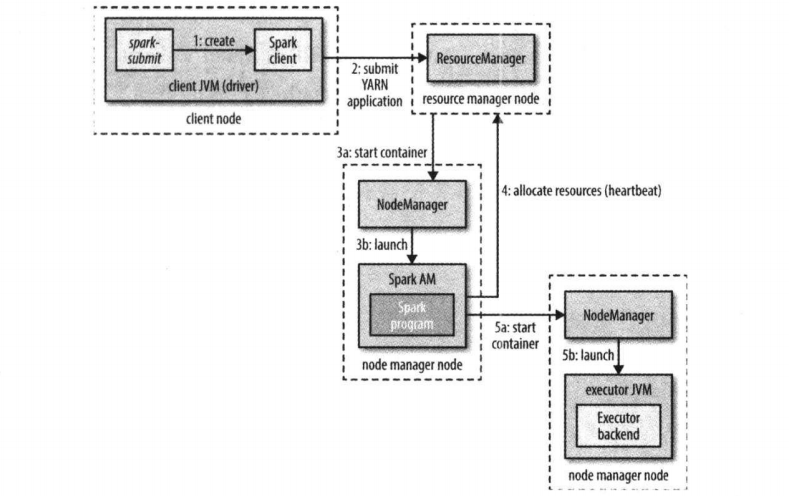 spark-
submit
1: create
Spark
client
client JVM (driver)
client node
2: submit
YARN
application
ResourceManager
resource manager node
3a: start container
NodeManager
3b: launch
Spark AM
Spark
program
node manager node
4: allocate resources (heartbeat)
5a: start
container
NodeManager
5b: launch
executor JVM
Executor
backend
node manager node